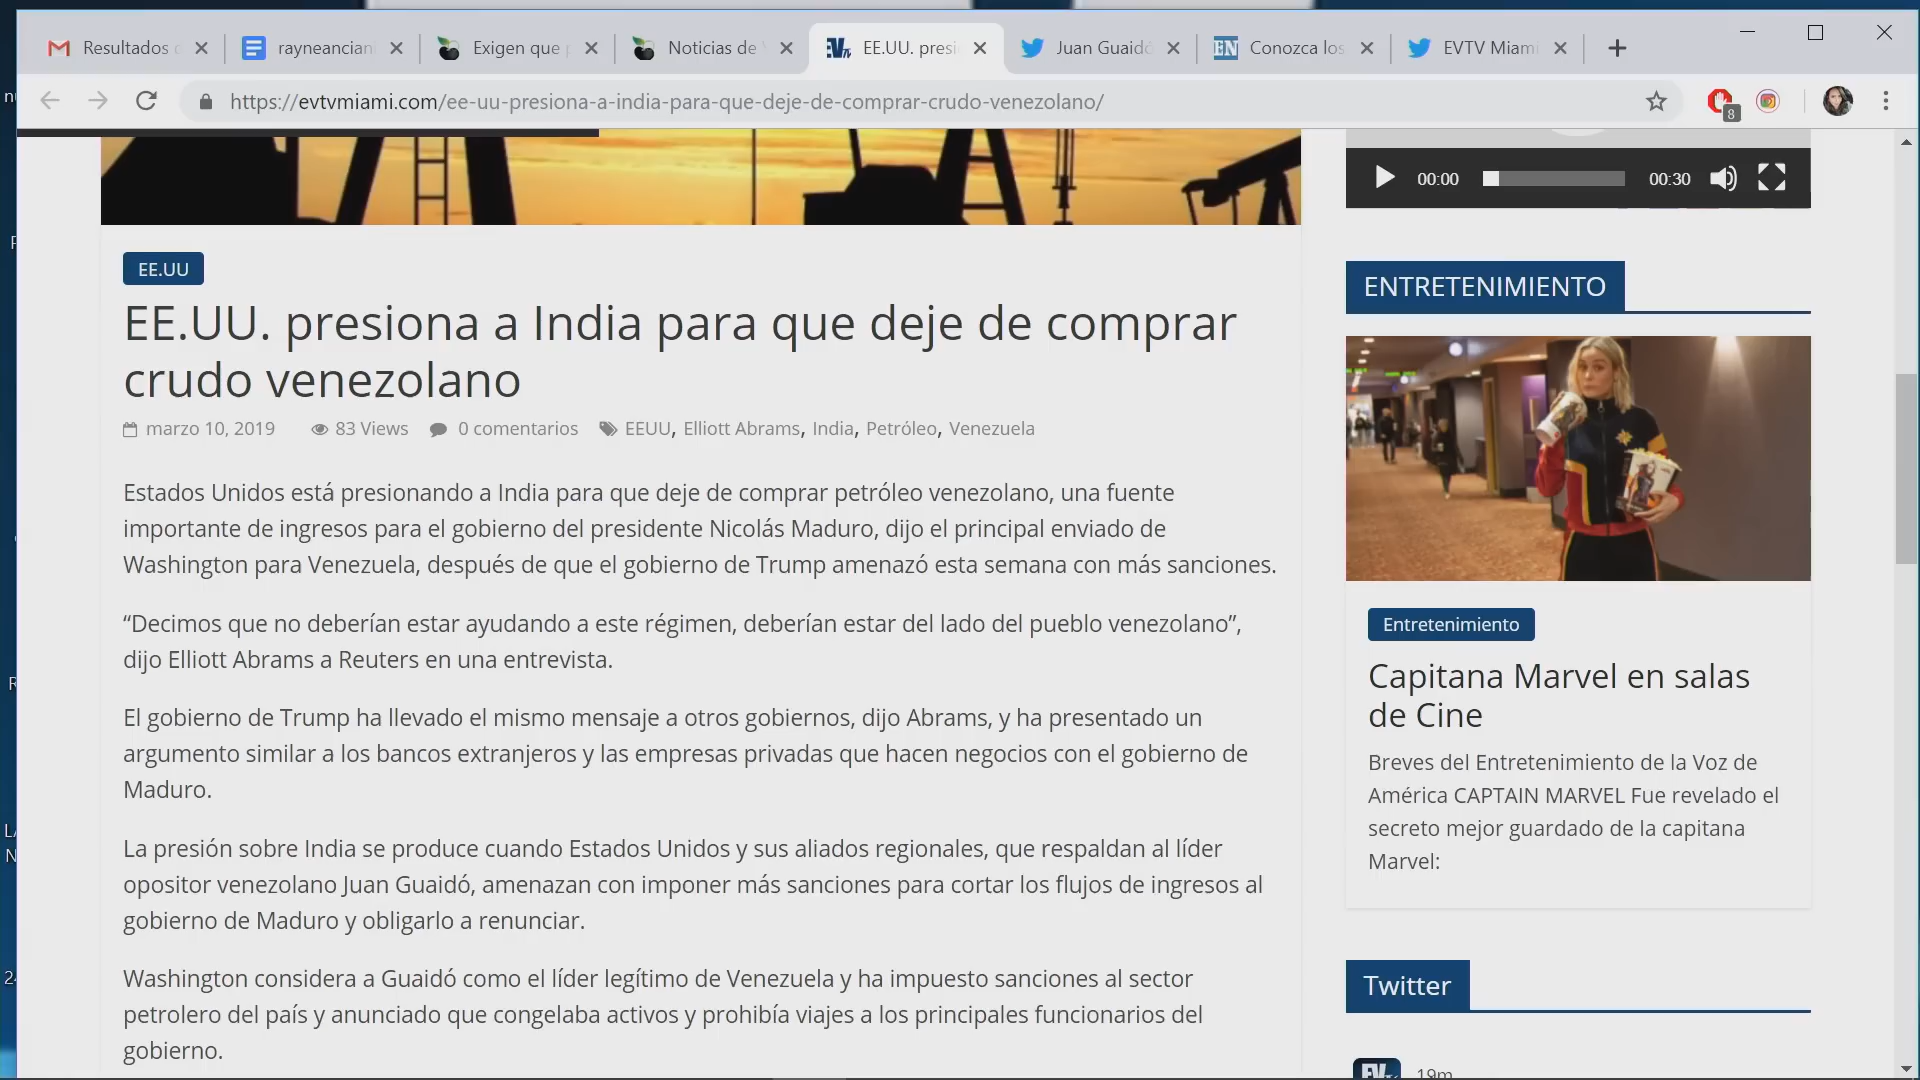 Resultados
rayneancian
Exigen que
Noticias de
EE.UU. presi
Juan Guaidó
EN
Conozca los
EVTV Miami
https://evtvmiami.com/ee-uu-presiona-a-india-para-que-deje-de-comprar-crudo-venezolano/
8
00:00
00:30
EE.UU
EE.UU. presiona a India para que deje de comprar
crudo venezolano
marzo 10, 2019 83 Views 0 comentarios EEUU, Elliott Abrams, India, Petróleo, Venezuela
Estados Unidos está presionando a India para que deje de comprar petróleo venezolano, una fuente
importante de ingresos para el gobierno del presidente Nicolás Maduro, dijo el principal enviado de
Washington para Venezuela, después de que el gobierno de Trump amenazó esta semana con más sanciones.
“Decimos que no deberían estar ayudando a este régimen, deberían estar del lado del pueblo venezolano”,
dijo Elliott Abrams a Reuters en una entrevista.
El gobierno de Trump ha llevado el mismo mensaje a otros gobiernos, dijo Abrams, y ha presentado un
argumento similar a los bancos extranjeros y las empresas privadas que hacen negocios con el gobierno de
Maduro.
La presión sobre India se produce cuando Estados Unidos y sus aliados regionales, que respaldan al líder
opositor venezolano Juan Guaidó, amenazan con imponer más sanciones para cortar los flujos de ingresos al
gobierno de Maduro y obligarlo a renunciar.
Washington considera a Guaidó como el líder legítimo de Venezuela y ha impuesto sanciones al sector
petrolero del país y anunciado que congelaba activos y prohibía viajes a los principales funcionarios del
gobierno.
ENTRETENIMIENTO
Entretenimiento
Capitana Marvel en salas
de Cine
Breves del Entretenimiento de la Voz de
América CAPTAIN MARVEL Fue revelado el
secreto mejor guardado de la capitana
Marvel:
Twitter
19m